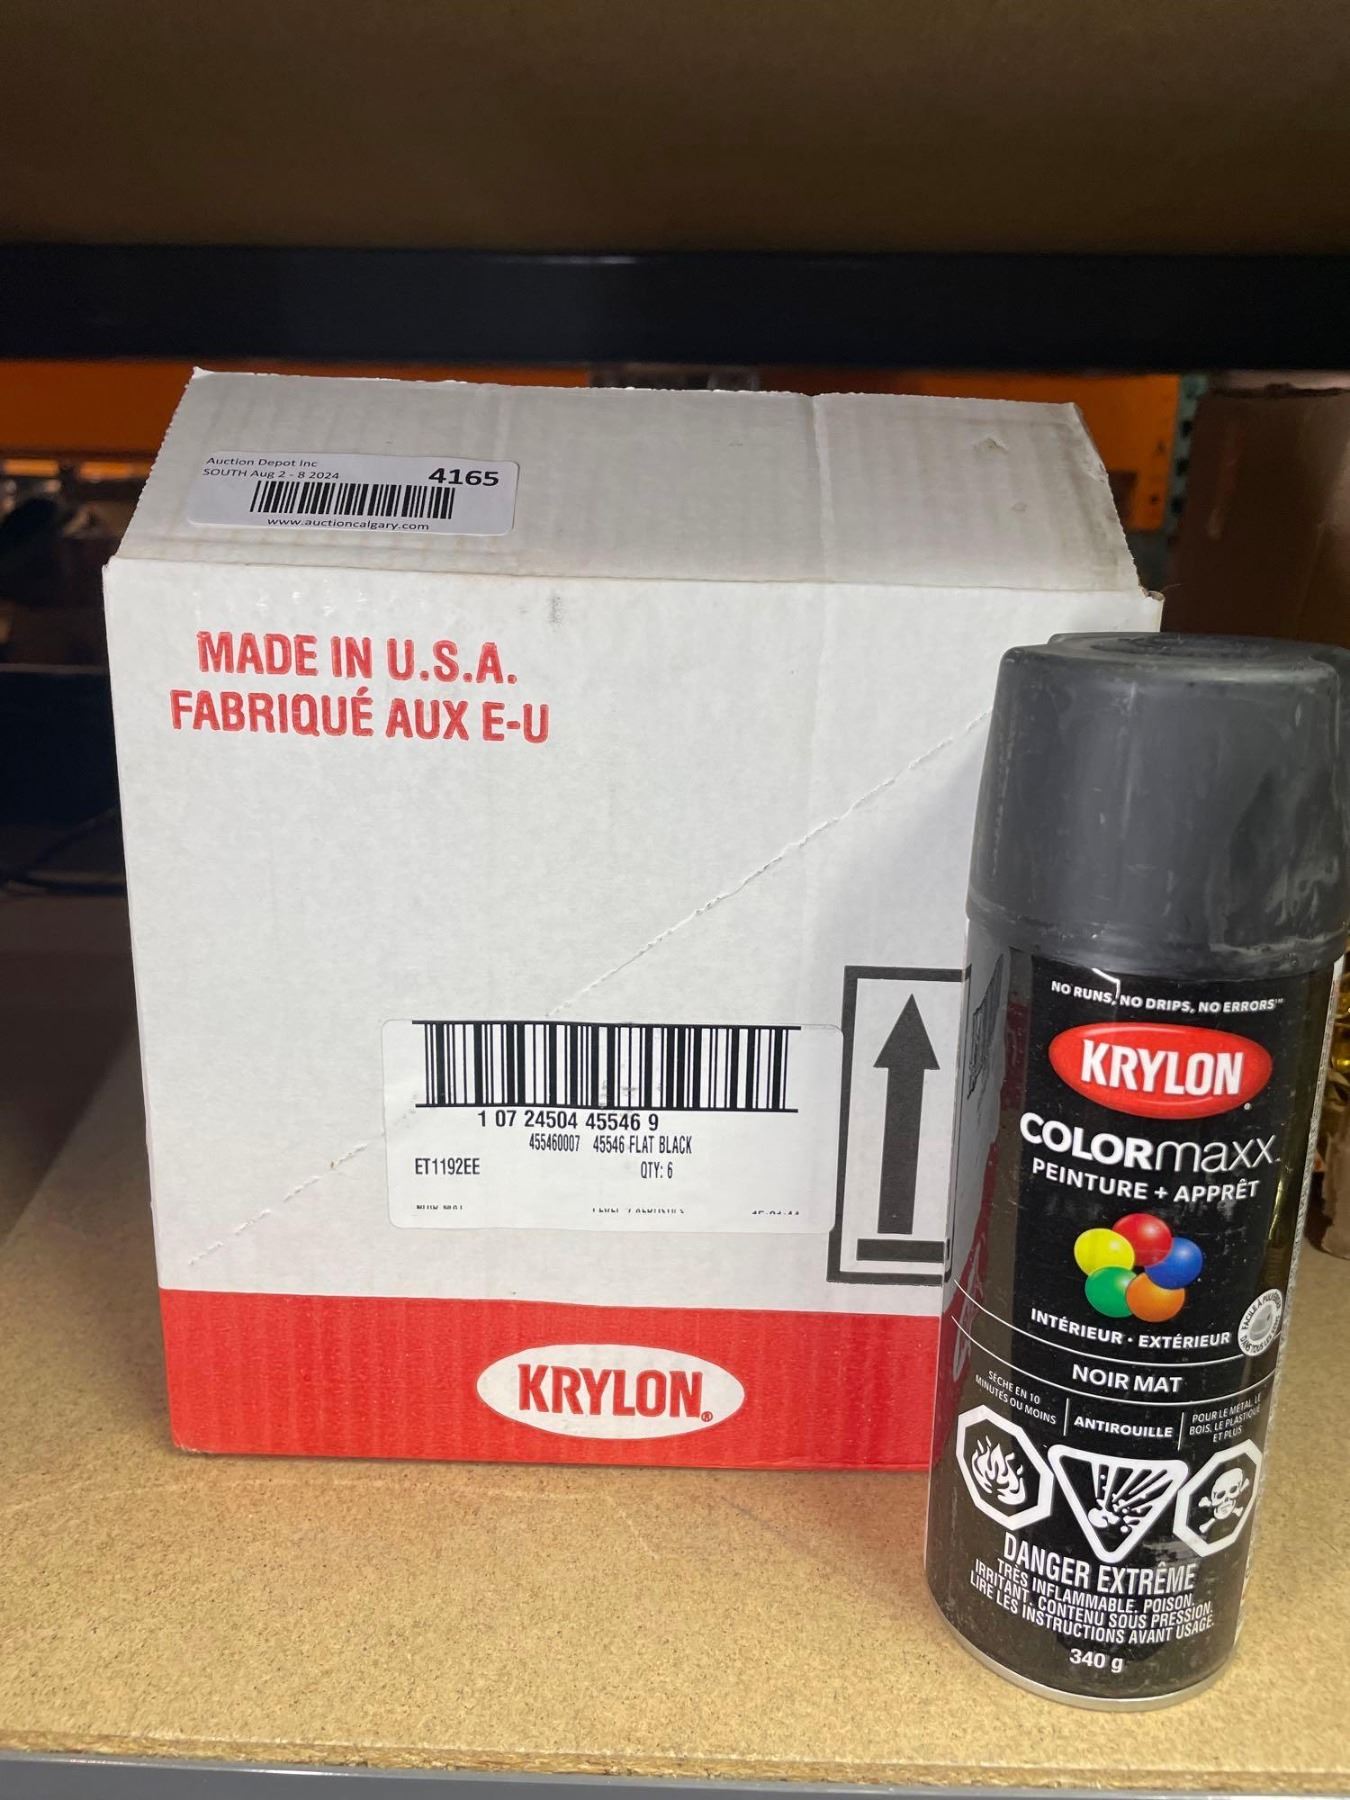 Auction Depot Inc
SOUTH Aug 2 - 8 2024
4165
www.auctioncalgary.com
MADE IN U.S.A.
FABRIQUÉ AUX E-U
1 07 24504 45546 9
455460007 45546 FLAT BLACK
ET1192EE QTY: 6
KRYLON®
NO RUNS, NO DRIPS, NO ERRORS™
KRYLON®
COLORmaxx
PEINTURE + APPRÊT
INTÉRIEUR · EXTÉRIEUR
NOIR MAT
SÈCHE EN 10
MINUTES OU MOINS
ANTIROUILLE
POUR LE MÉTAL, LE
BOIS, LE PLASTIQUE
ET PLUS
DANGER EXTRÊME
TRÈS INFLAMMABLE. POISON.
IRRITANT. CONTENU SOUS PRESSION.
LIRE LES INSTRUCTIONS AVANT USAGE.
340 g